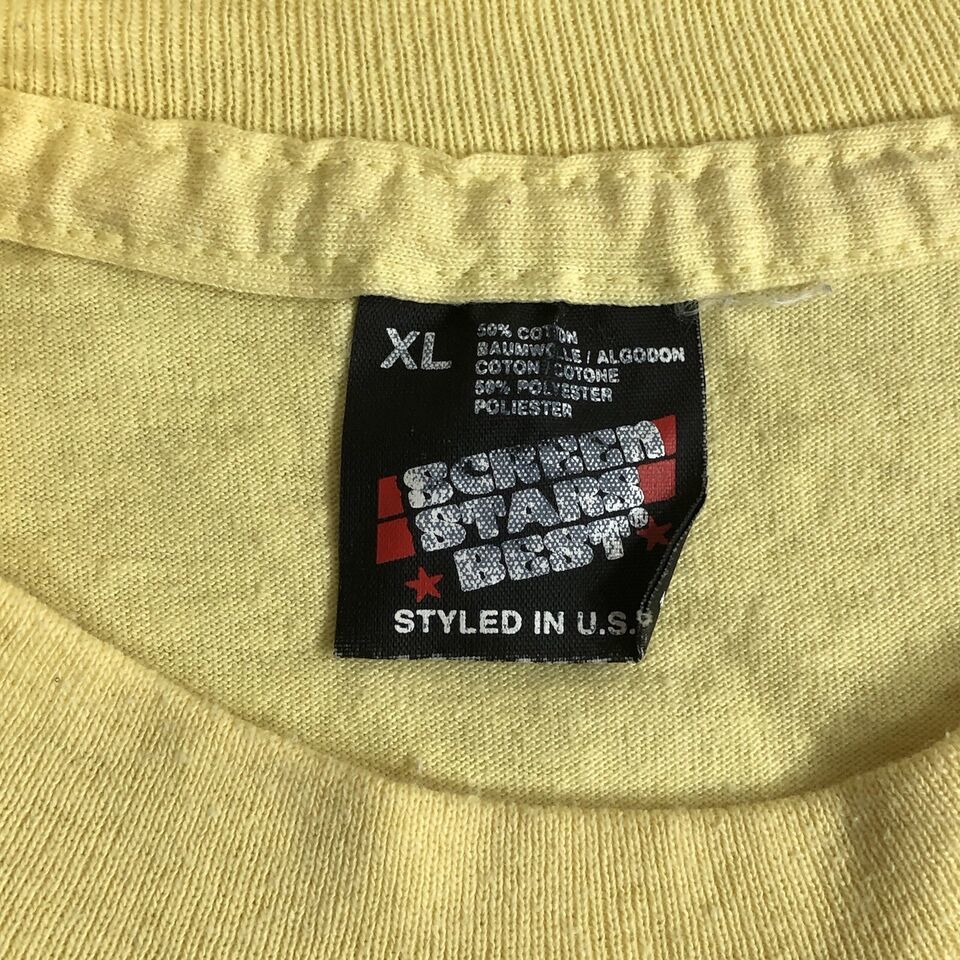 XL
50% COTTON
BAUMWOLLE / ALGODON
COTON / COTONE
50% POLYESTER
POLIESTER
SCREEN
STARS
BEST®
STYLED IN U.S.